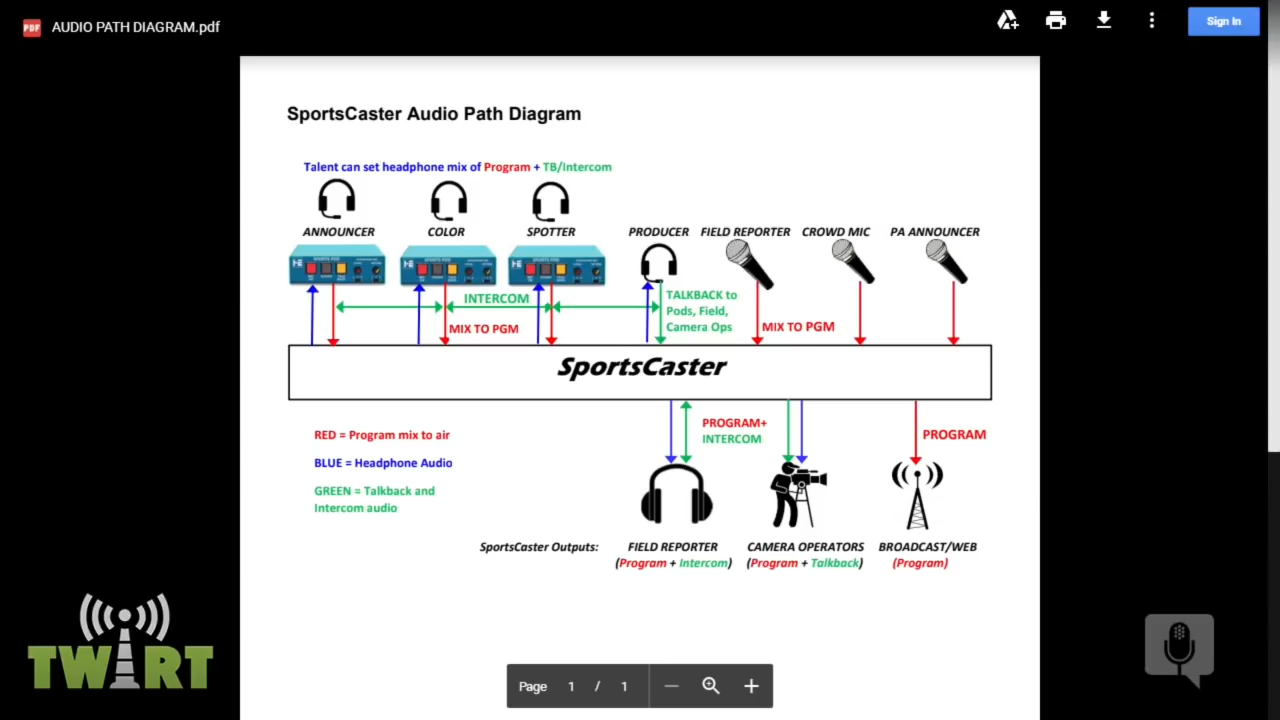 PDF AUDIO PATH DIAGRAM.pdf
Sign In
SportsCaster Audio Path Diagram
Talent can set headphone mix of Program + TB/Intercom
ANNOUNCER COLOR SPOTTER PRODUCER FIELD REPORTER CROWD MIC PA ANNOUNCER
INTERCOM
TALKBACK to
Pods, Field,
Camera Ops
MIX TO PGM
MIX TO PGM
SportsCaster
RED = Program mix to air
BLUE = Headphone Audio
GREEN = Talkback and
Intercom audio
PROGRAM+
INTERCOM
PROGRAM
SportsCaster Outputs: FIELD REPORTER CAMERA OPERATORS BROADCAST/WEB
(Program + Intercom) (Program + Talkback) (Program)
TWIRT
Page 1 / 1